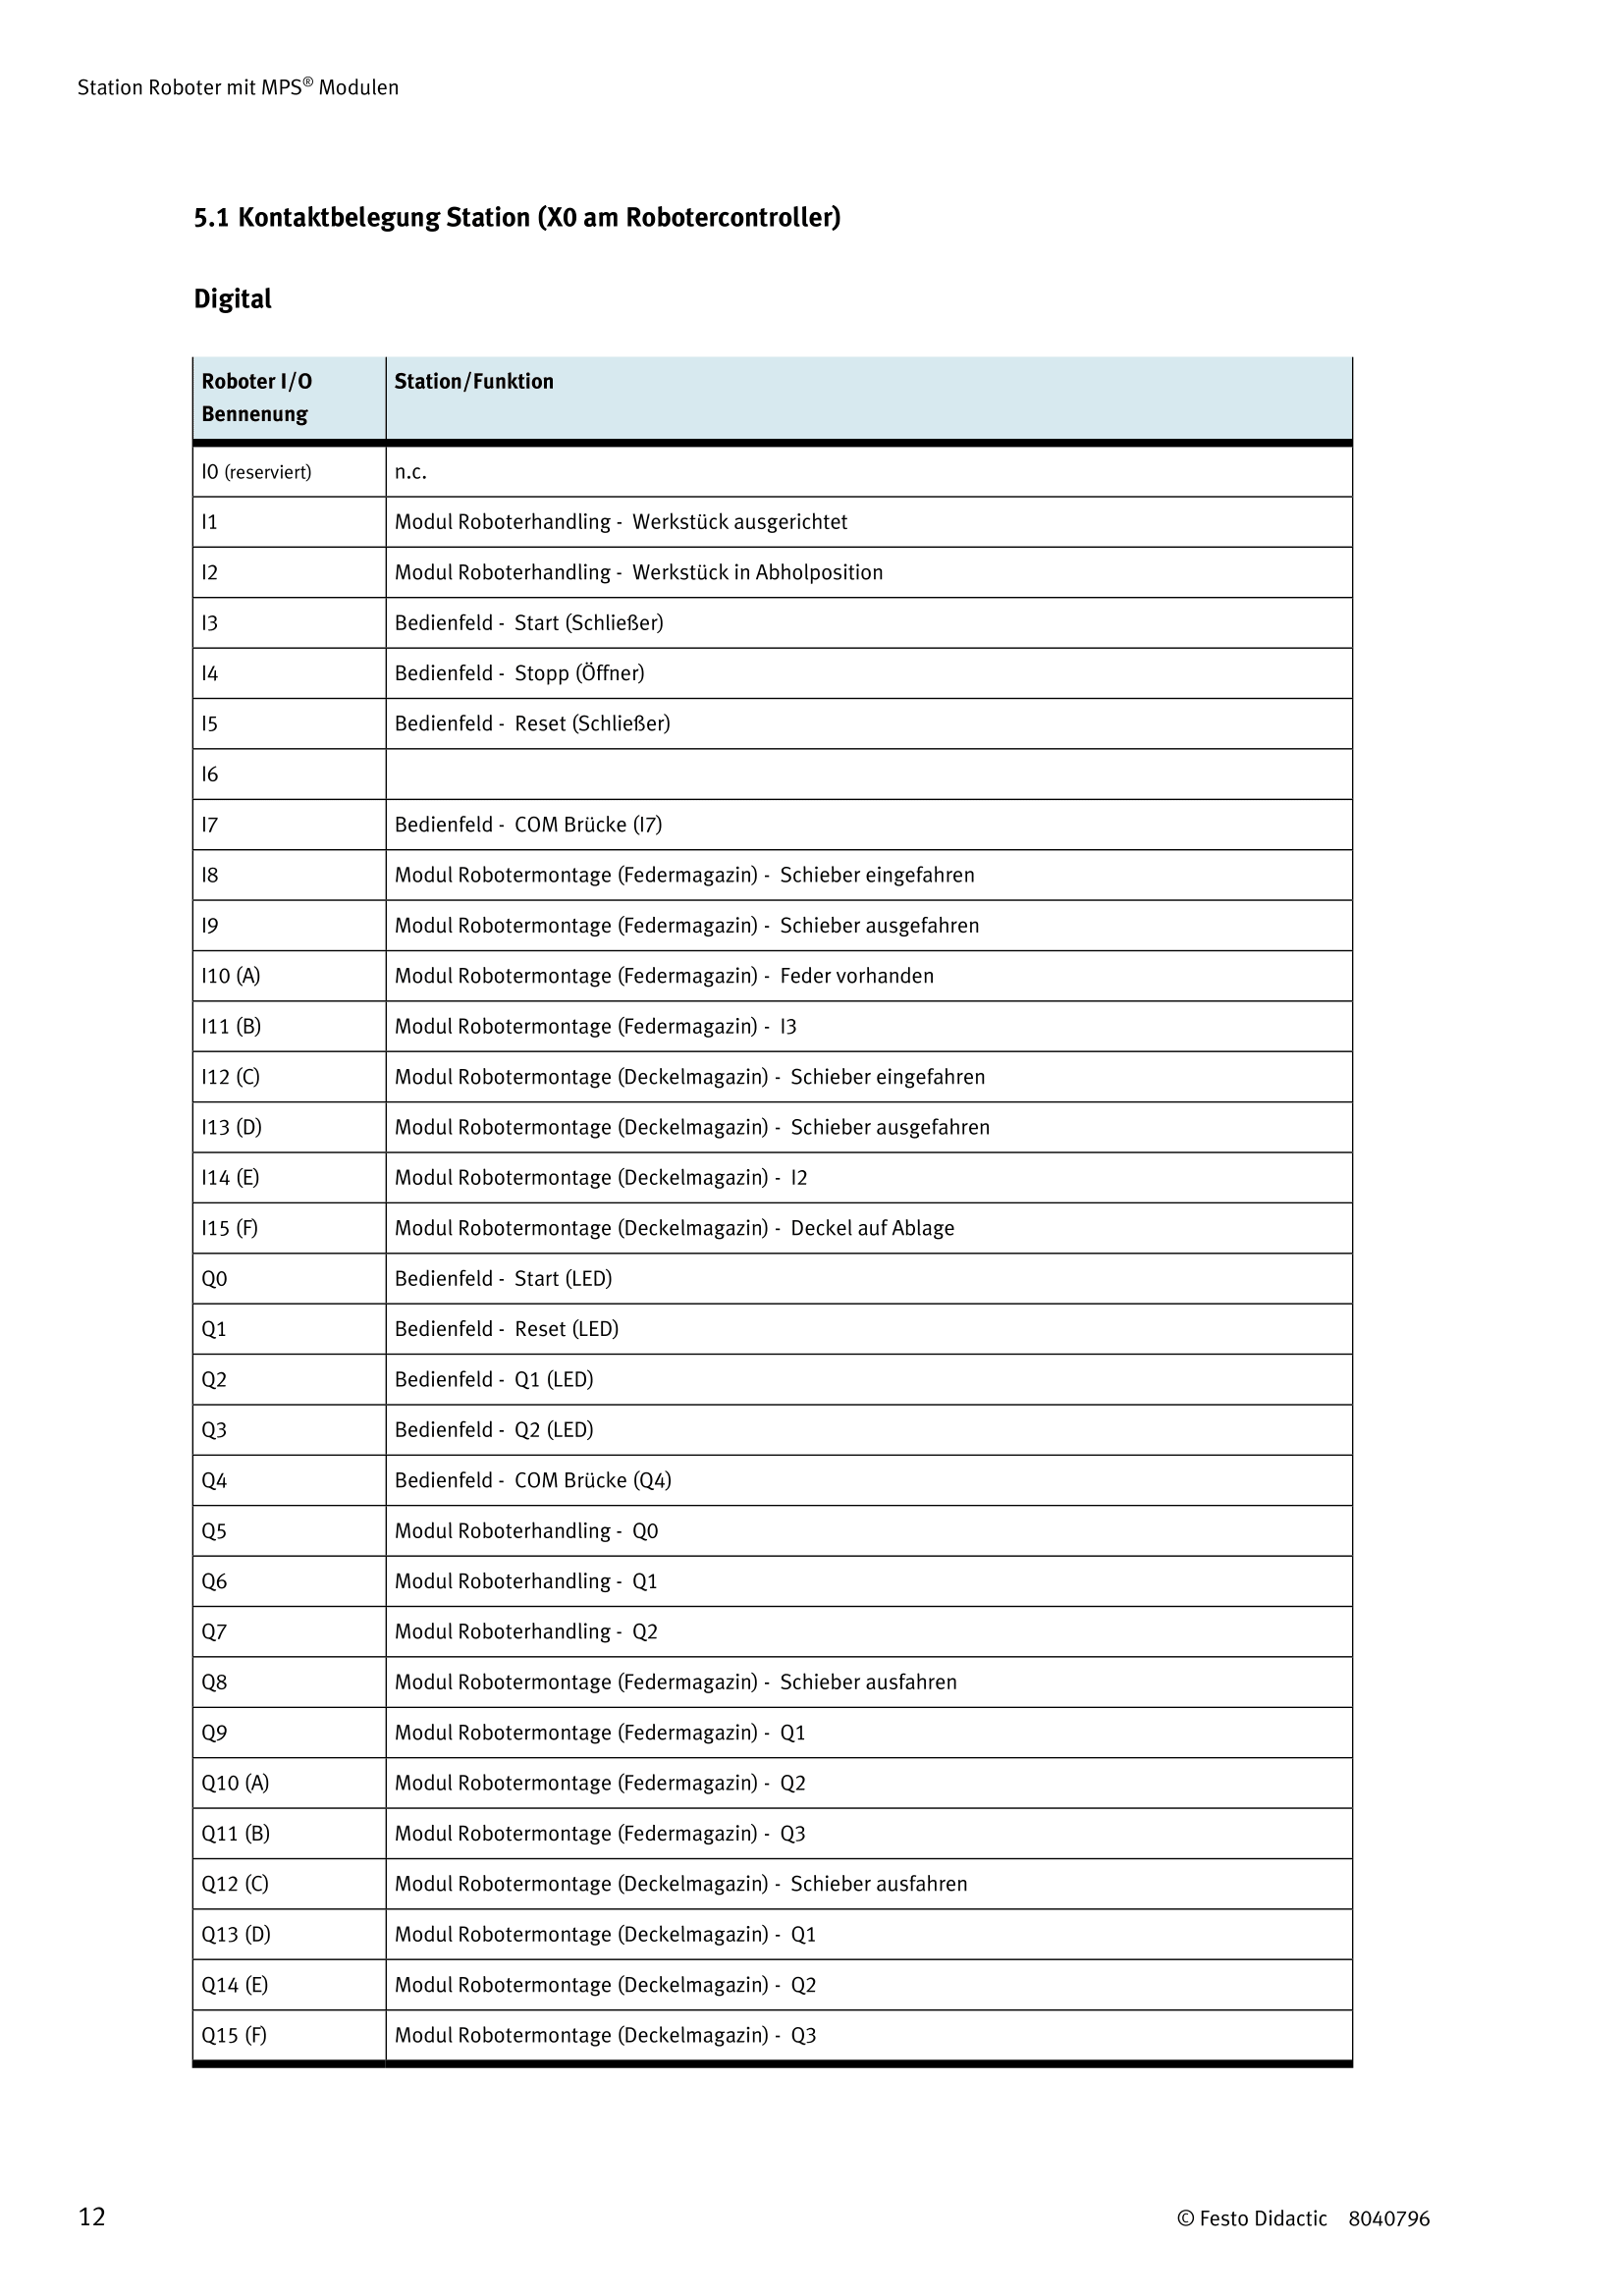 Station Roboter mit MPS® Modulen
5.1 Kontaktbelegung Station (X0 am Robotercontroller)
Digital
Roboter I/O Bennenung Station/Funktion
I0 (reserviert) n.c.
I1 Modul Roboterhandling - Werkstück ausgerichtet
I2 Modul Roboterhandling - Werkstück in Abholposition
I3 Bedienfeld - Start (Schließer)
I4 Bedienfeld - Stopp (Öffner)
I5 Bedienfeld - Reset (Schließer)
I6
I7 Bedienfeld - COM Brücke (I7)
I8 Modul Robotermontage (Federmagazin) - Schieber eingefahren
I9 Modul Robotermontage (Federmagazin) - Schieber ausgefahren
I10 (A) Modul Robotermontage (Federmagazin) - Feder vorhanden
I11 (B) Modul Robotermontage (Federmagazin) - I3
I12 (C) Modul Robotermontage (Deckelmagazin) - Schieber eingefahren
I13 (D) Modul Robotermontage (Deckelmagazin) - Schieber ausgefahren
I14 (E) Modul Robotermontage (Deckelmagazin) - I2
I15 (F) Modul Robotermontage (Deckelmagazin) - Deckel auf Ablage
Q0 Bedienfeld - Start (LED)
Q1 Bedienfeld - Reset (LED)
Q2 Bedienfeld - Q1 (LED)
Q3 Bedienfeld - Q2 (LED)
Q4 Bedienfeld - COM Brücke (Q4)
Q5 Modul Roboterhandling - Q0
Q6 Modul Roboterhandling - Q1
Q7 Modul Roboterhandling - Q2
Q8 Modul Robotermontage (Federmagazin) - Schieber ausfahren
Q9 Modul Robotermontage (Federmagazin) - Q1
Q10 (A) Modul Robotermontage (Federmagazin) - Q2
Q11 (B) Modul Robotermontage (Federmagazin) - Q3
Q12 (C) Modul Robotermontage (Deckelmagazin) - Schieber ausfahren
Q13 (D) Modul Robotermontage (Deckelmagazin) - Q1
Q14 (E) Modul Robotermontage (Deckelmagazin) - Q2
Q15 (F) Modul Robotermontage (Deckelmagazin) - Q3
12 © Festo Didactic 8040796